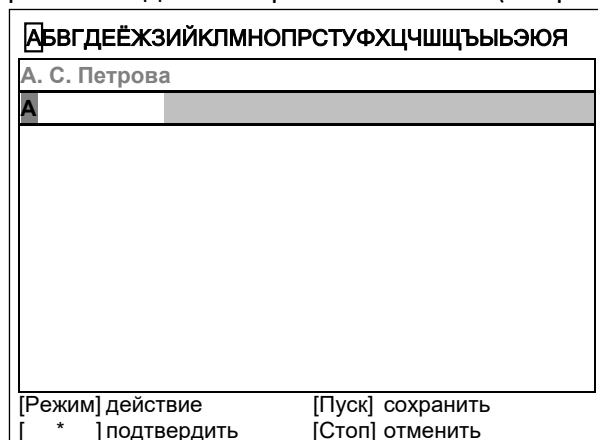 АБВГДЕЁЖЗИЙКЛМНОПРСТУФХЦЧШЩЪЫЬЭЮЯ
А. С. Петрова
А
[Режим] действие [Пуск] сохранить
[ * ] подтвердить [Стоп] отменить